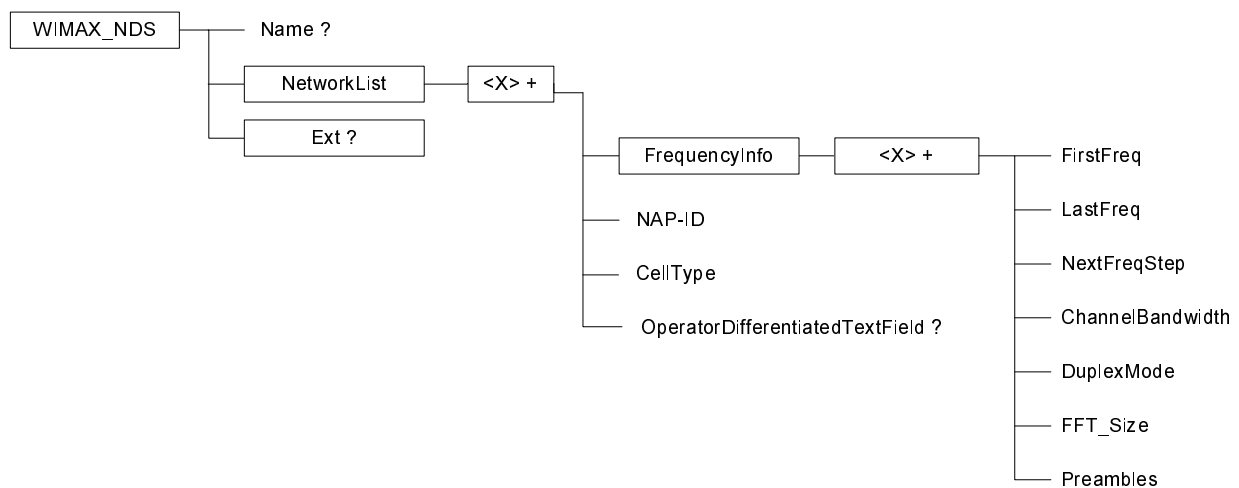 WIMAX_NDS
Name ?
NetworkList
<X> +
Ext ?
FrequencyInfo
<X> +
FirstFreq
NAP-ID
LastFreq
CellType
NextFreqStep
OperatorDifferentiatedTextField ?
ChannelBandwidth
DuplexMode
FFT_Size
Preambles